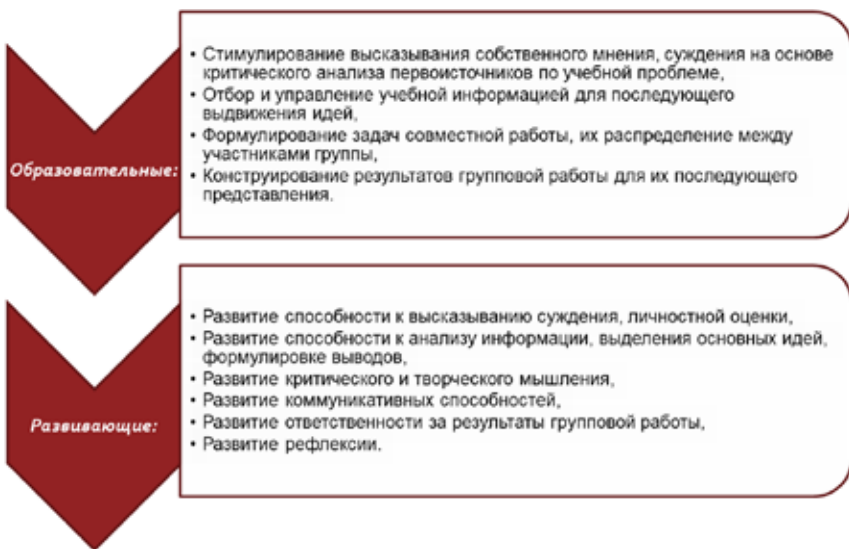 Образовательные:
• Стимулирование высказывания собственного мнения, суждения на основе
критического анализа первоисточников по учебной проблеме,
• Отбор и управление учебной информацией для последующего
выдвижения идей,
• Формулирование задач совместной работы, их распределение между
участниками группы,
• Конструирование результатов групповой работы для их последующего
представления.
Развивающие:
• Развитие способности к высказыванию суждения, личностной оценки,
• Развитие способности к анализу информации, выделения основных идей,
формулировке выводов,
• Развитие критического и творческого мышления,
• Развитие коммуникативных способностей,
• Развитие ответственности за результаты групповой работы,
• Развитие рефлексии.